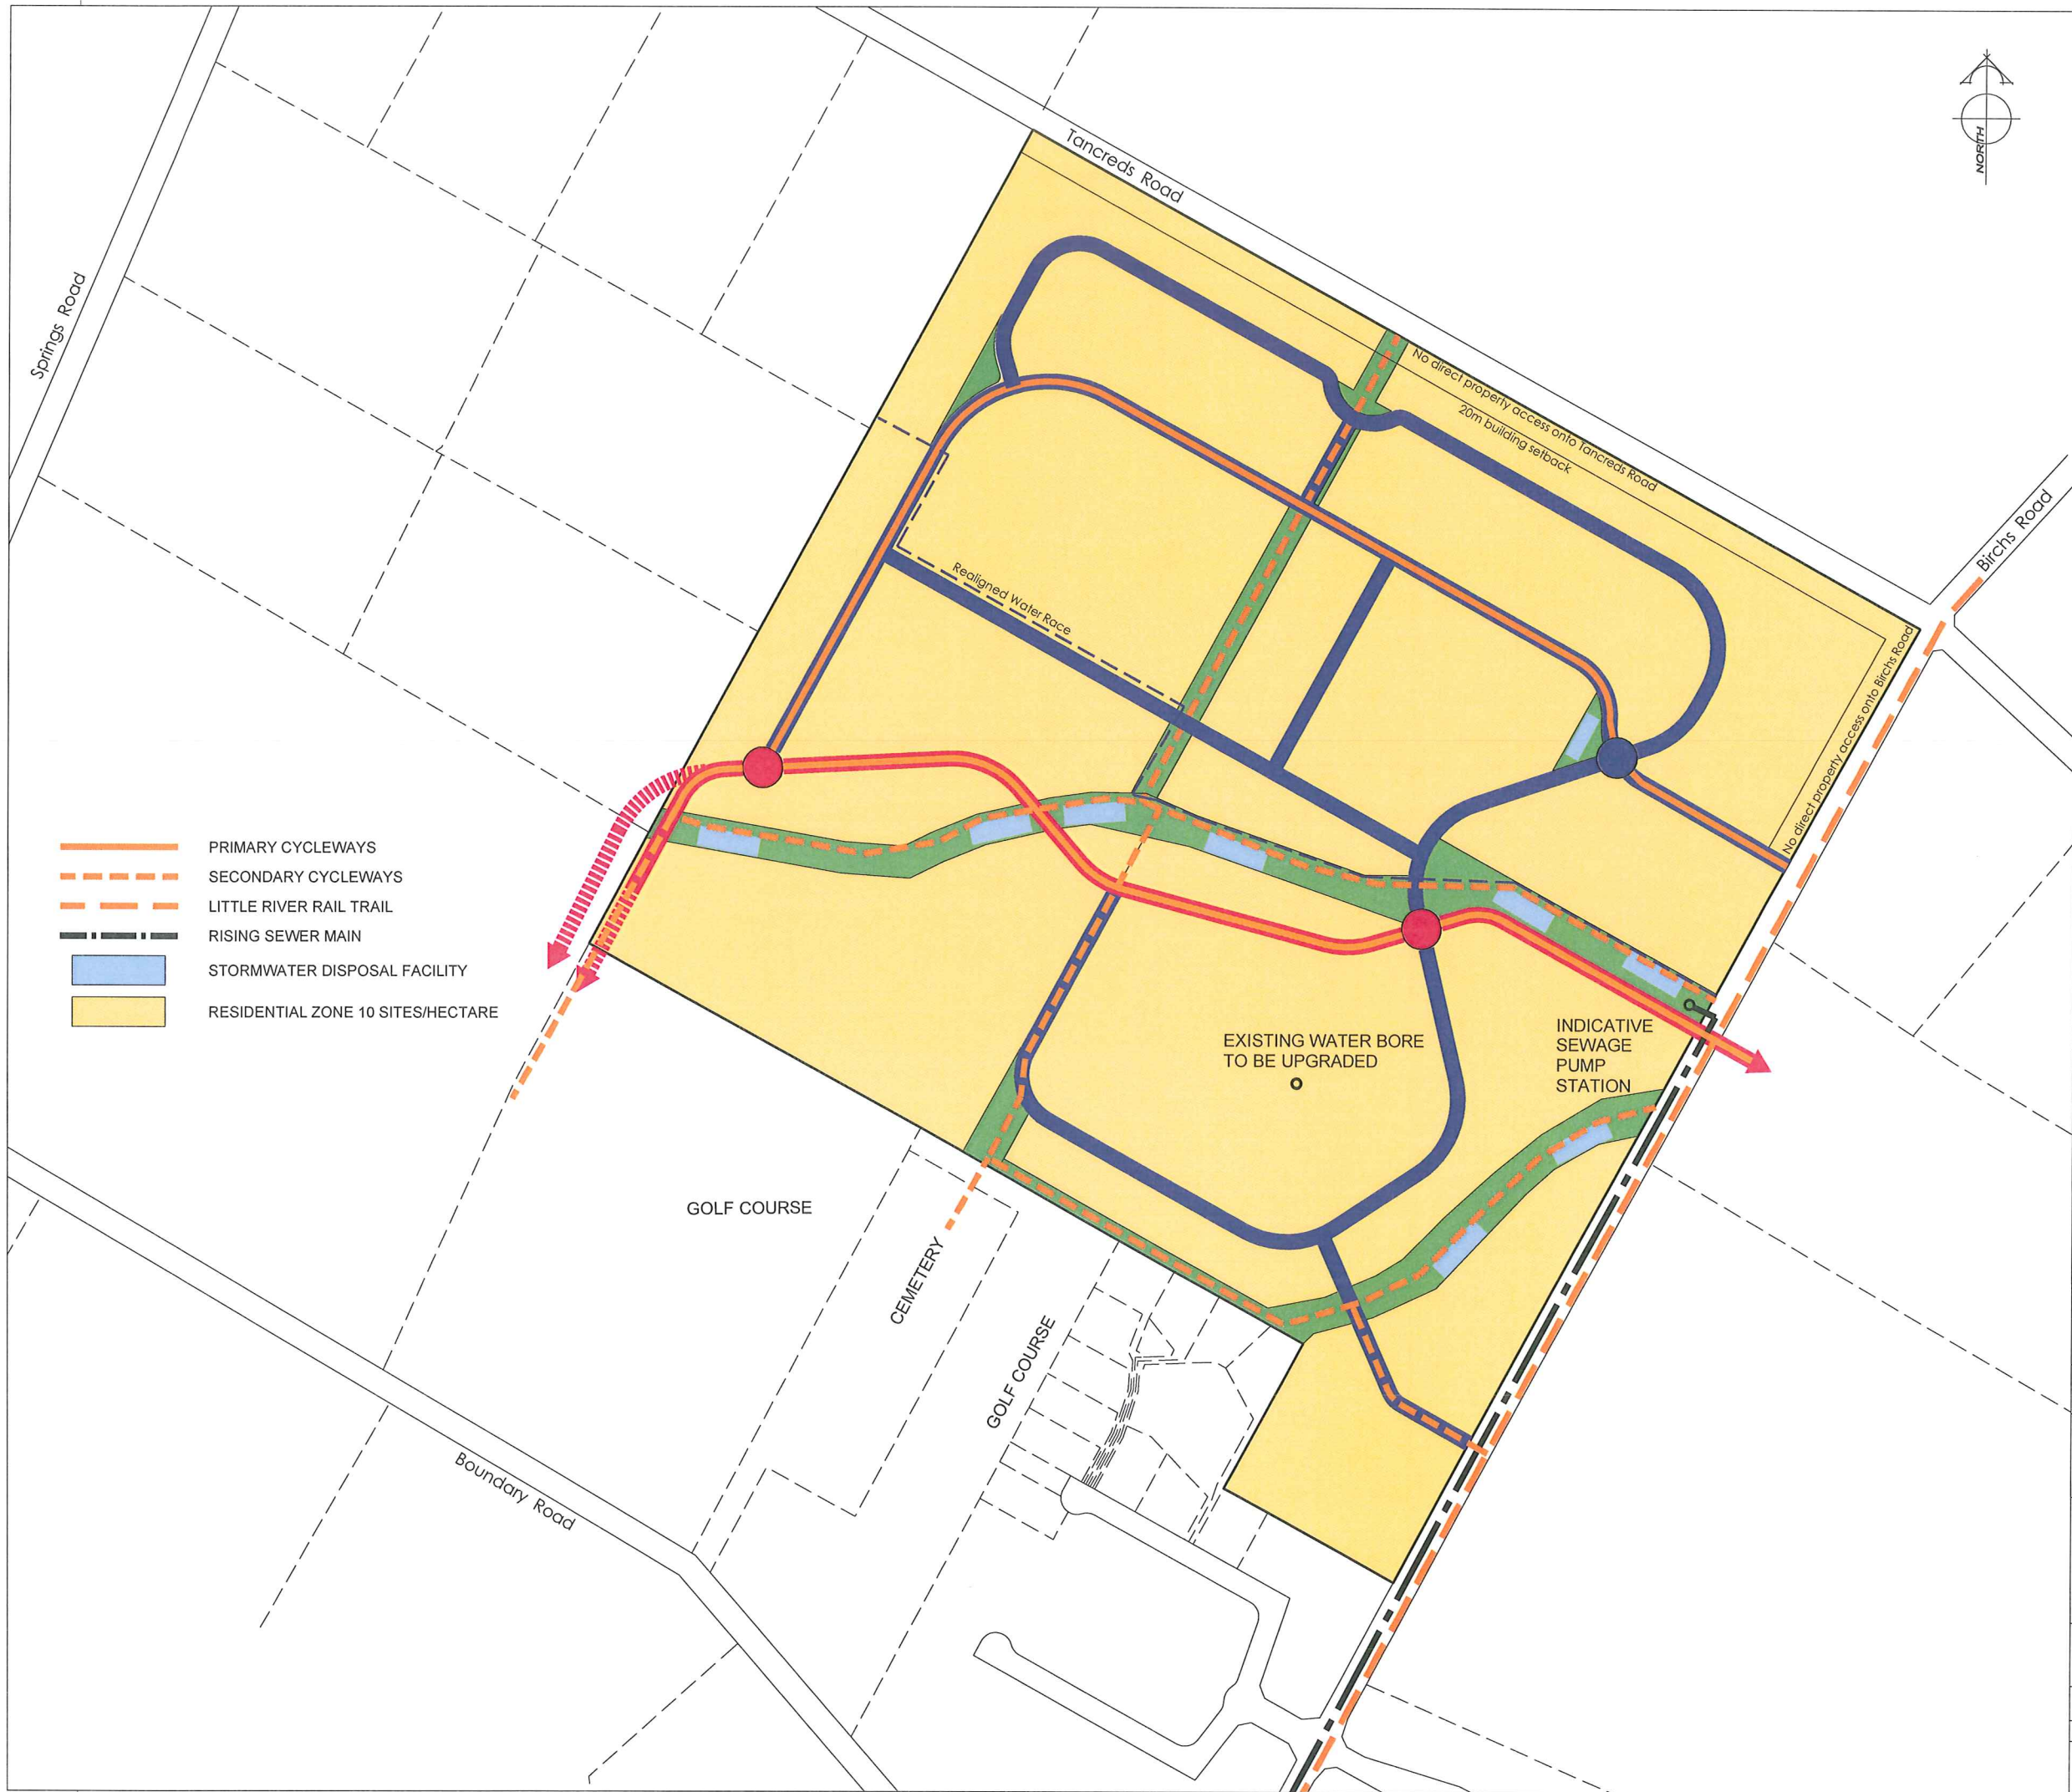 NORTH
Tancreds Road
Springs Road
No direct property access onto Tancreds Road
20m building setback
Birchs Road
Realigned Water Race
No direct property access onto Birchs Road
PRIMARY CYCLEWAYS
SECONDARY CYCLEWAYS
LITTLE RIVER RAIL TRAIL
RISING SEWER MAIN
STORMWATER DISPOSAL FACILITY
RESIDENTIAL ZONE 10 SITES/HECTARE
EXISTING WATER BORE
TO BE UPGRADED
INDICATIVE
SEWAGE
PUMP
STATION
GOLF COURSE
CEMETERY
GOLF COURSE
Boundary Road